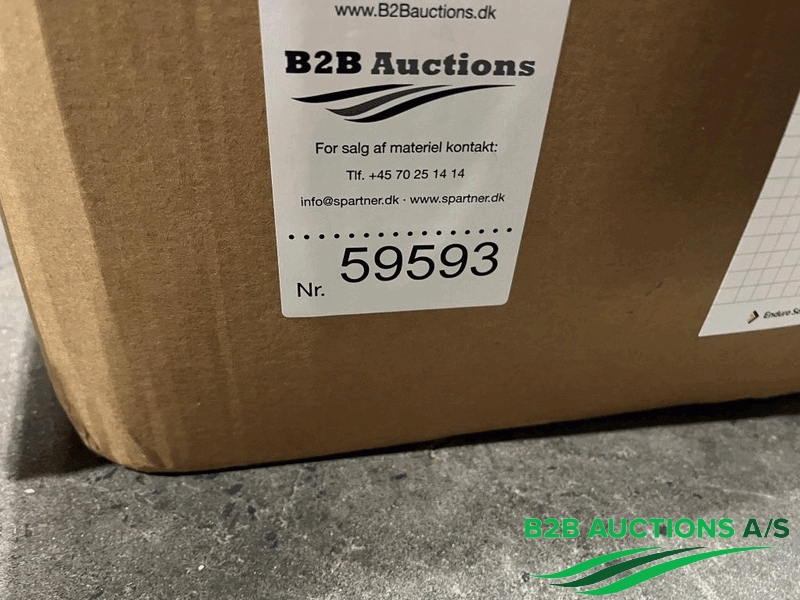 www.B2Bauctions.dk
B2B Auctions
For salg af materiel kontakt:
Tlf. +45 70 25 14 14
info@spartner.dk · www.spartner.dk
Nr. 59593
Enduro
B2B AUCTIONS A/S